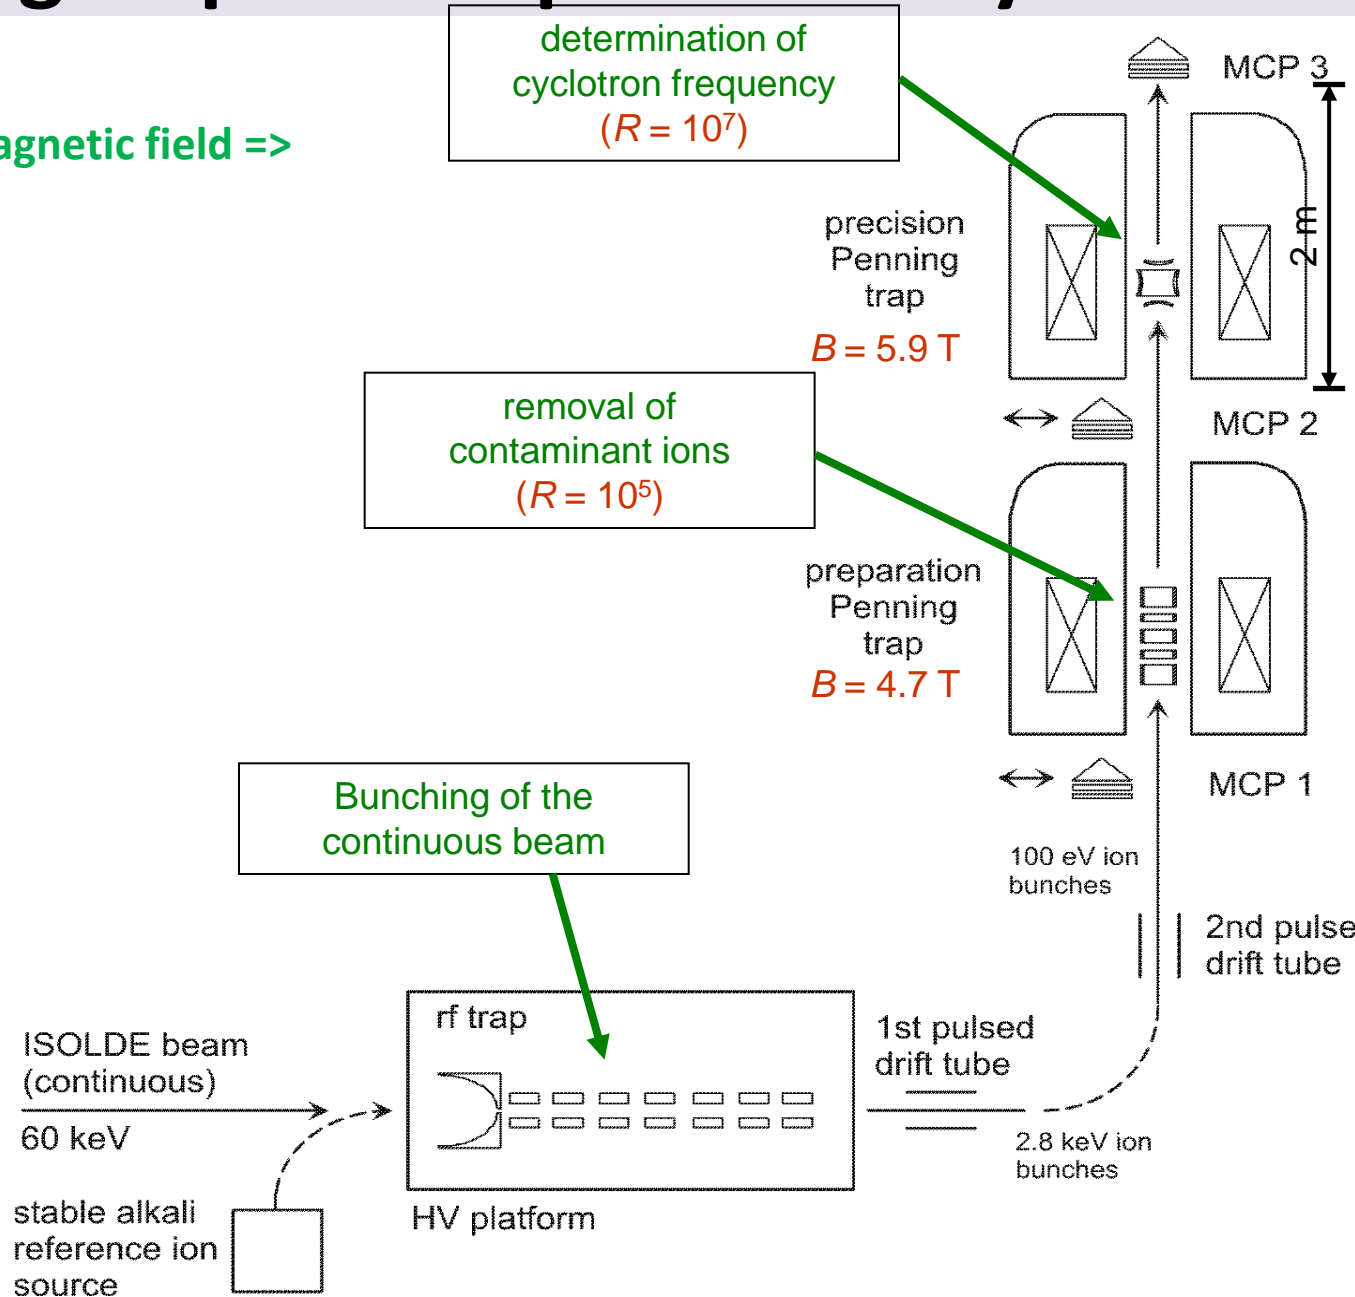 determination of
cyclotron frequency
(R = 10⁷)
MCP 3
agnetic field =>
2 m
precision
Penning
trap
B = 5.9 T
removal of
contaminant ions
(R = 10⁵)
MCP 2
preparation
Penning
trap
B = 4.7 T
Bunching of the
continuous beam
MCP 1
100 eV ion
bunches
2nd pulse
drift tube
rf trap
1st pulsed
drift tube
ISOLDE beam
(continuous)
60 keV
2.8 keV ion
bunches
HV platform
stable alkali
reference ion
source